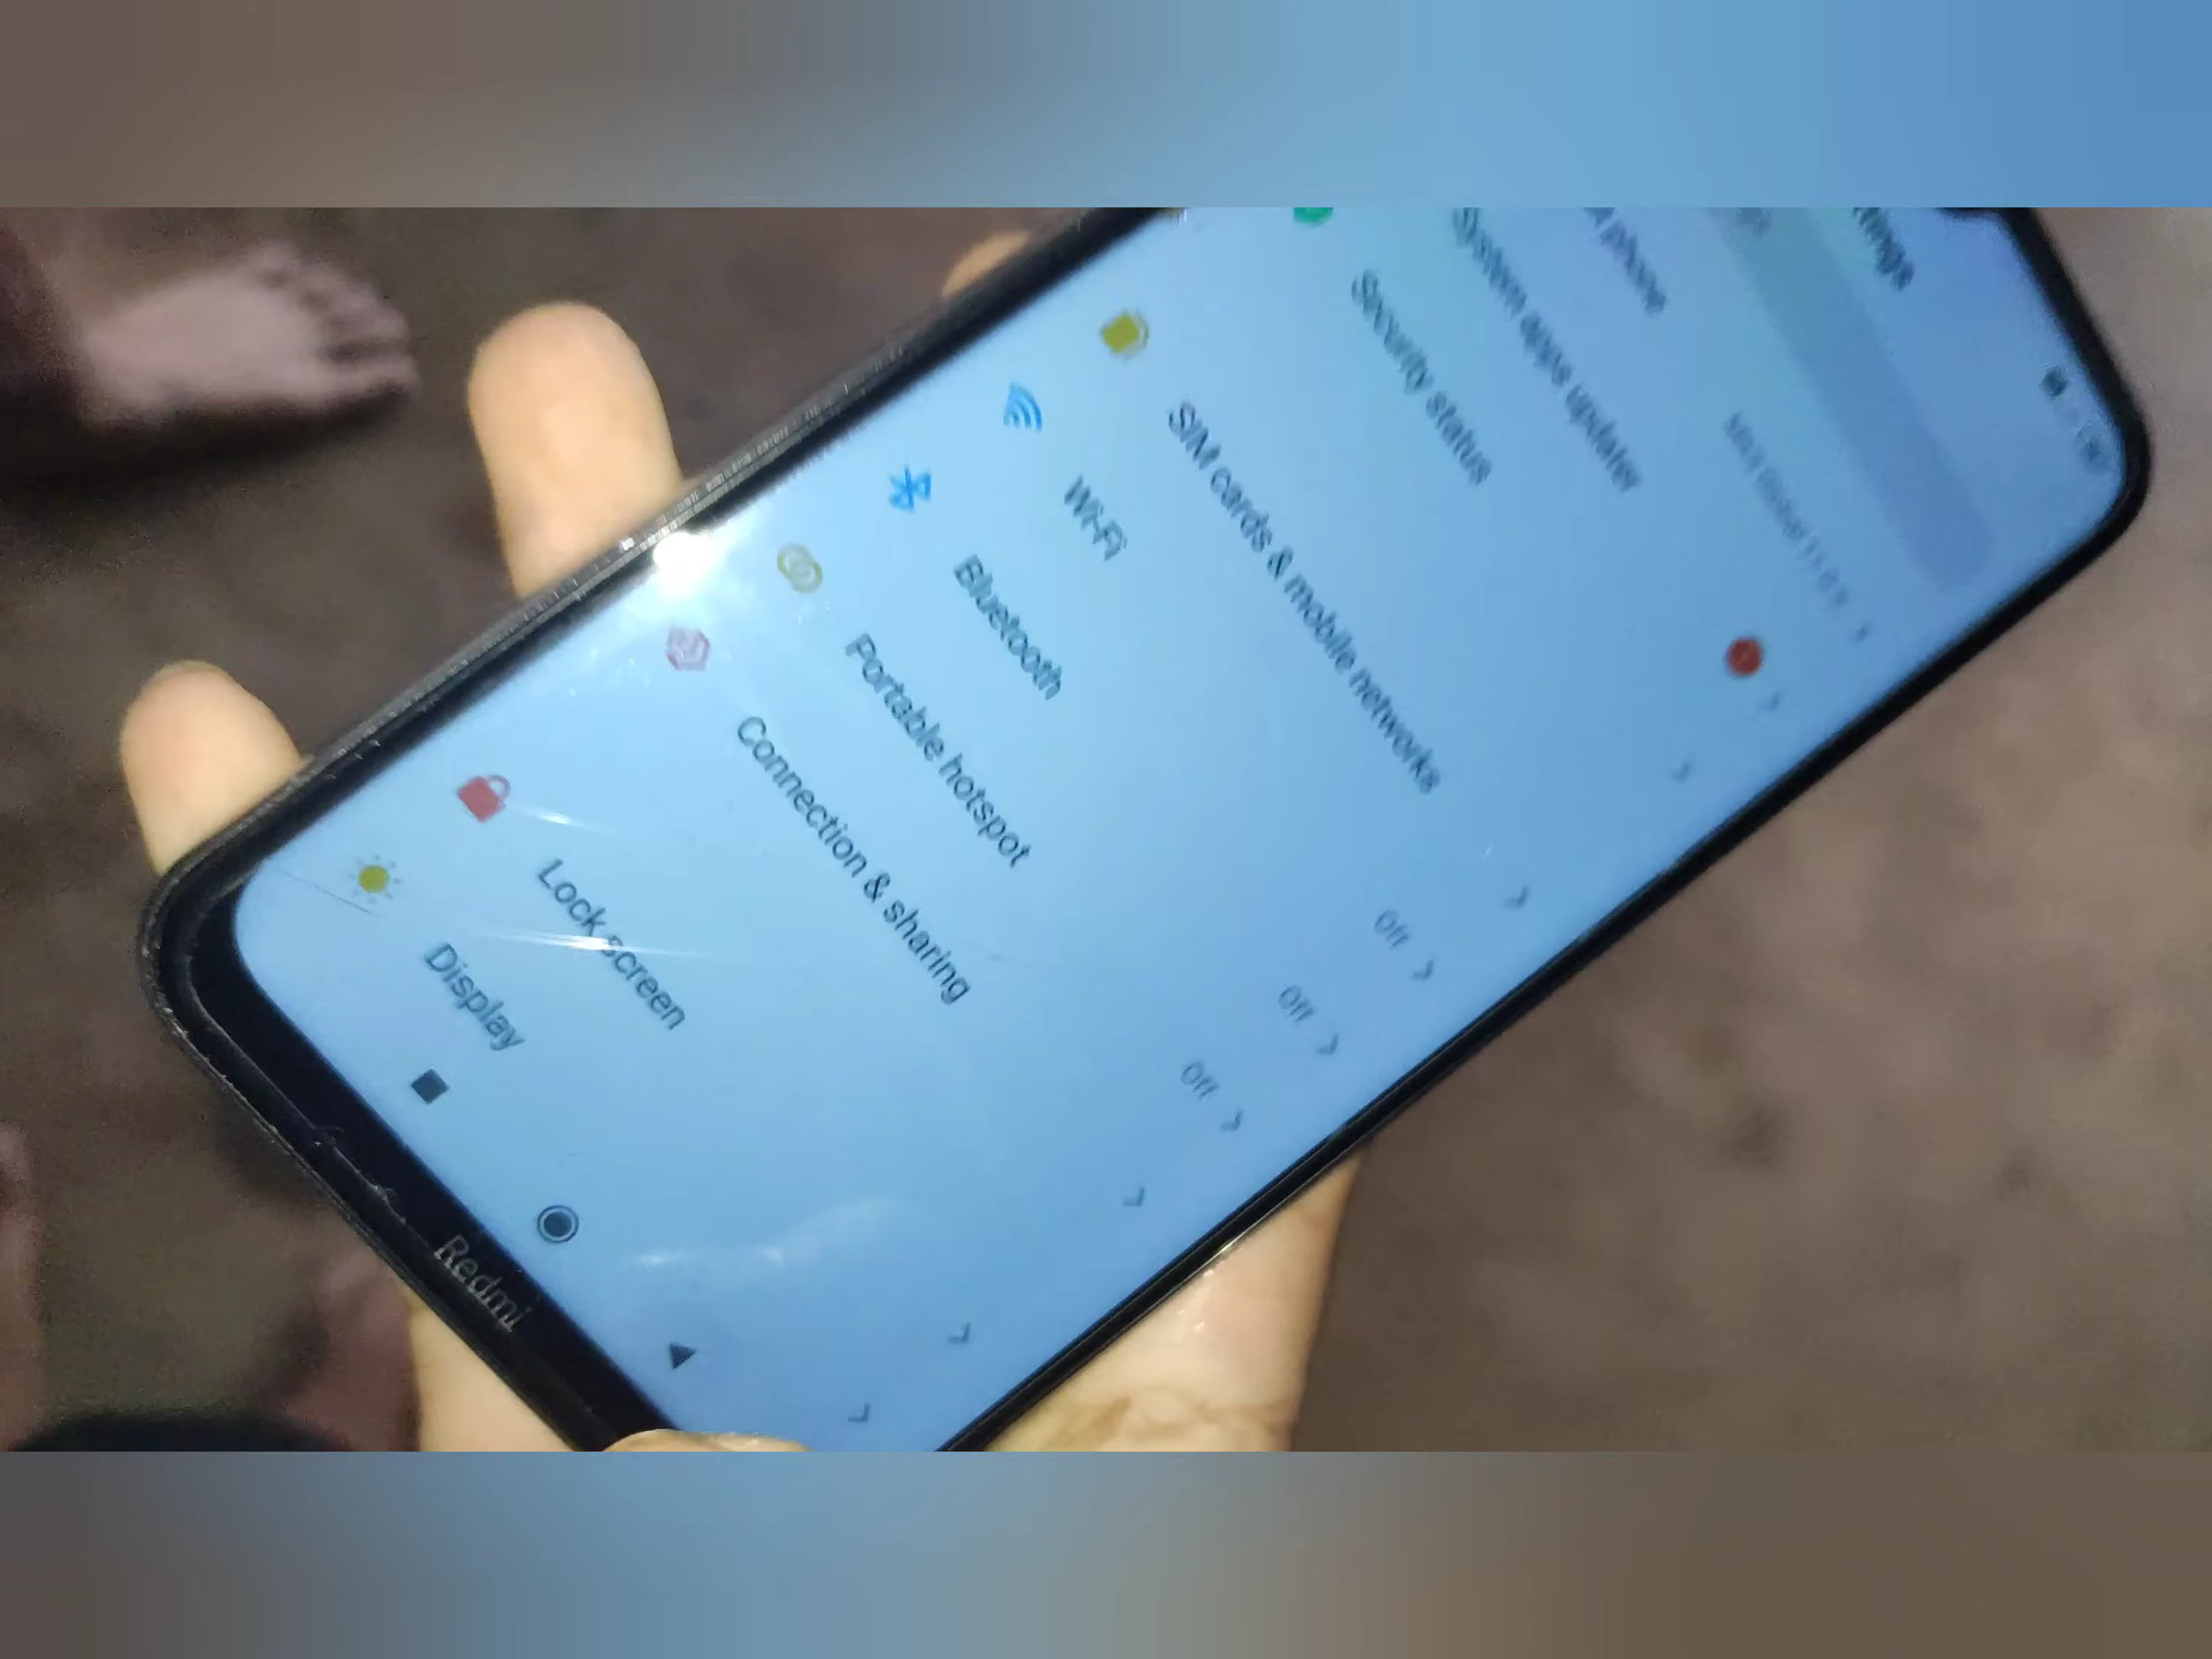 phone
System apps updater
Security status
SIM cards & mobile networks
Wi-Fi Off
Bluetooth Off
Portable hotspot Off
Connection & sharing
Lock screen
Display
Redmi